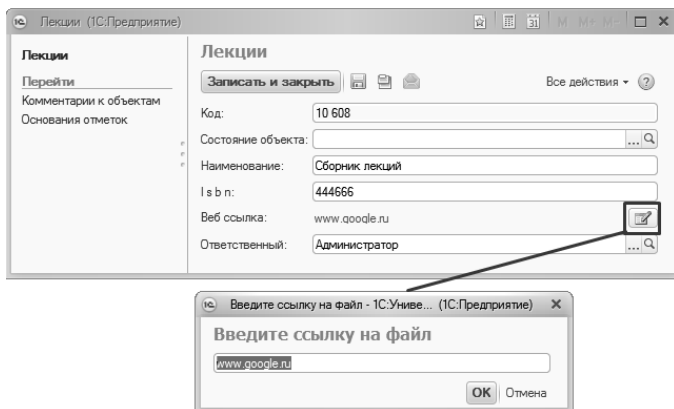 Лекции (1С:Предприятие)
31 M M+ M-
Лекции
Перейти
Комментарии к объектам
Основания отметок
Лекции
Записать и закрыть
Все действия
?
Код: 10 608
Состояние объекта: ...
Наименование: Сборник лекций
I s b n: 444666
Веб ссылка: www.google.ru
Ответственный: Администратор ...
Введите ссылку на файл - 1С:Униве... (1С:Предприятие)
Введите ссылку на файл
www.google.ru
OK Отмена